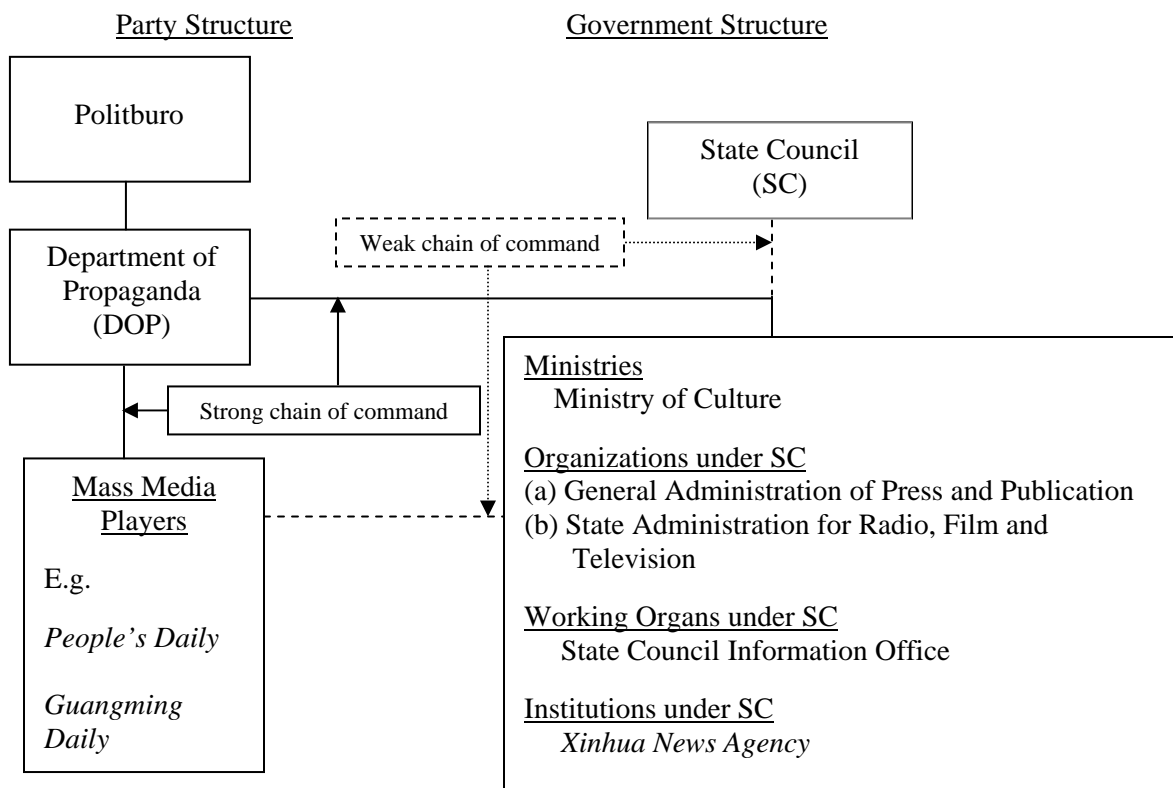 Party Structure
Government Structure
Politburo
State Council
(SC)
Weak chain of command
Department of
Propaganda
(DOP)
Strong chain of command
Mass Media
Players
E.g.
People's Daily
Guangming
Daily
Ministries
Ministry of Culture
Organizations under SC
(a) General Administration of Press and Publication
(b) State Administration for Radio, Film and
Television
Working Organs under SC
State Council Information Office
Institutions under SC
Xinhua News Agency